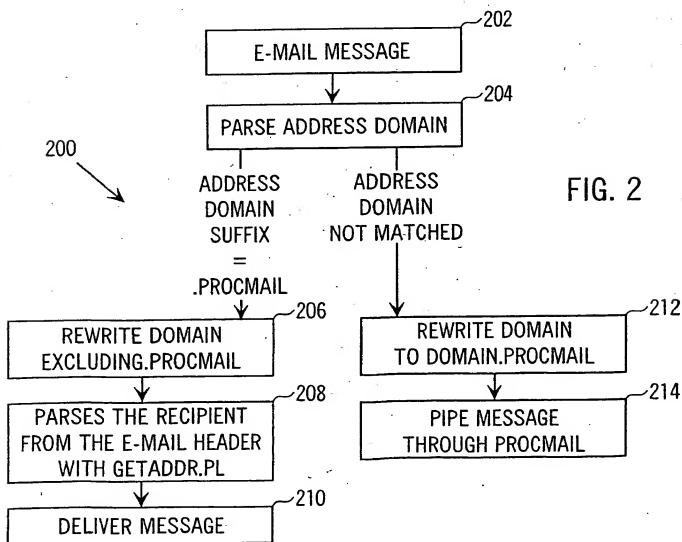 202
E-MAIL MESSAGE
204
PARSE ADDRESS DOMAIN
200
FIG. 2
ADDRESS
DOMAIN
SUFFIX
=
.PROCMAIL
ADDRESS
DOMAIN
NOT MATCHED
206
REWRITE DOMAIN
EXCLUDING.PROCMAIL
208
PARSES THE RECIPIENT
FROM THE E-MAIL HEADER
WITH GETADDR.PL
210
DELIVER MESSAGE
212
REWRITE DOMAIN
TO DOMAIN.PROCMAIL
214
PIPE MESSAGE
THROUGH PROCMAIL